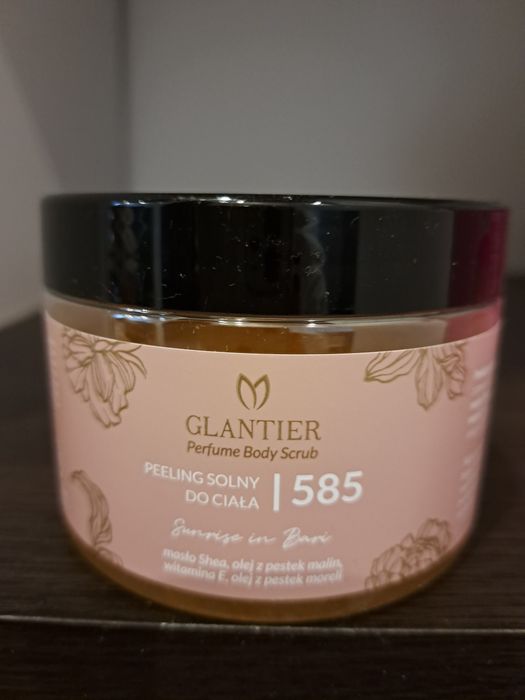 GLANTIER
Perfume Body Scrub
PEELING SOLNY
DO CIAŁA | 585
Sunrise in Bari
masło Shea, olej z pestek malin,
witamina E, olej z pestek moreli